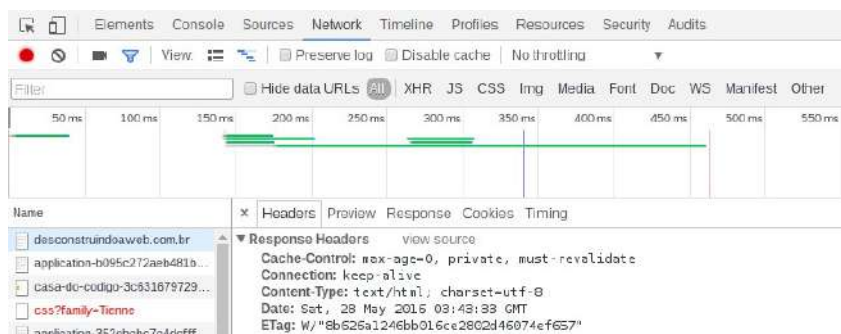 Elements Console Sources Network Timeline Profiles Resources Security Audits
View: Preserve log Disable cache No throttling
Filter Hide data URLs All XHR JS CSS Img Media Font Doc WS Manifest Other
50 ms 100 ms 150 ms 200 ms 250 ms 300 ms 350 ms 400 ms 450 ms 500 ms 550 ms
Name × Headers Preview Response Cookies Timing
desconstruindoaweb.com.br
Response Headers view source
Cache-Control: max-age=0, private, must-revalidate
application-b095c272aeb481b...
Connection: keep-alive
casa-do-codigo-3c631679729...
Content-Type: text/html; charset=utf-8
css?family=Tienne
Date: Sat, 28 May 2016 03:43:33 GMT
ETag: W/"8b626a1246bb016ce2802d46074ef657"